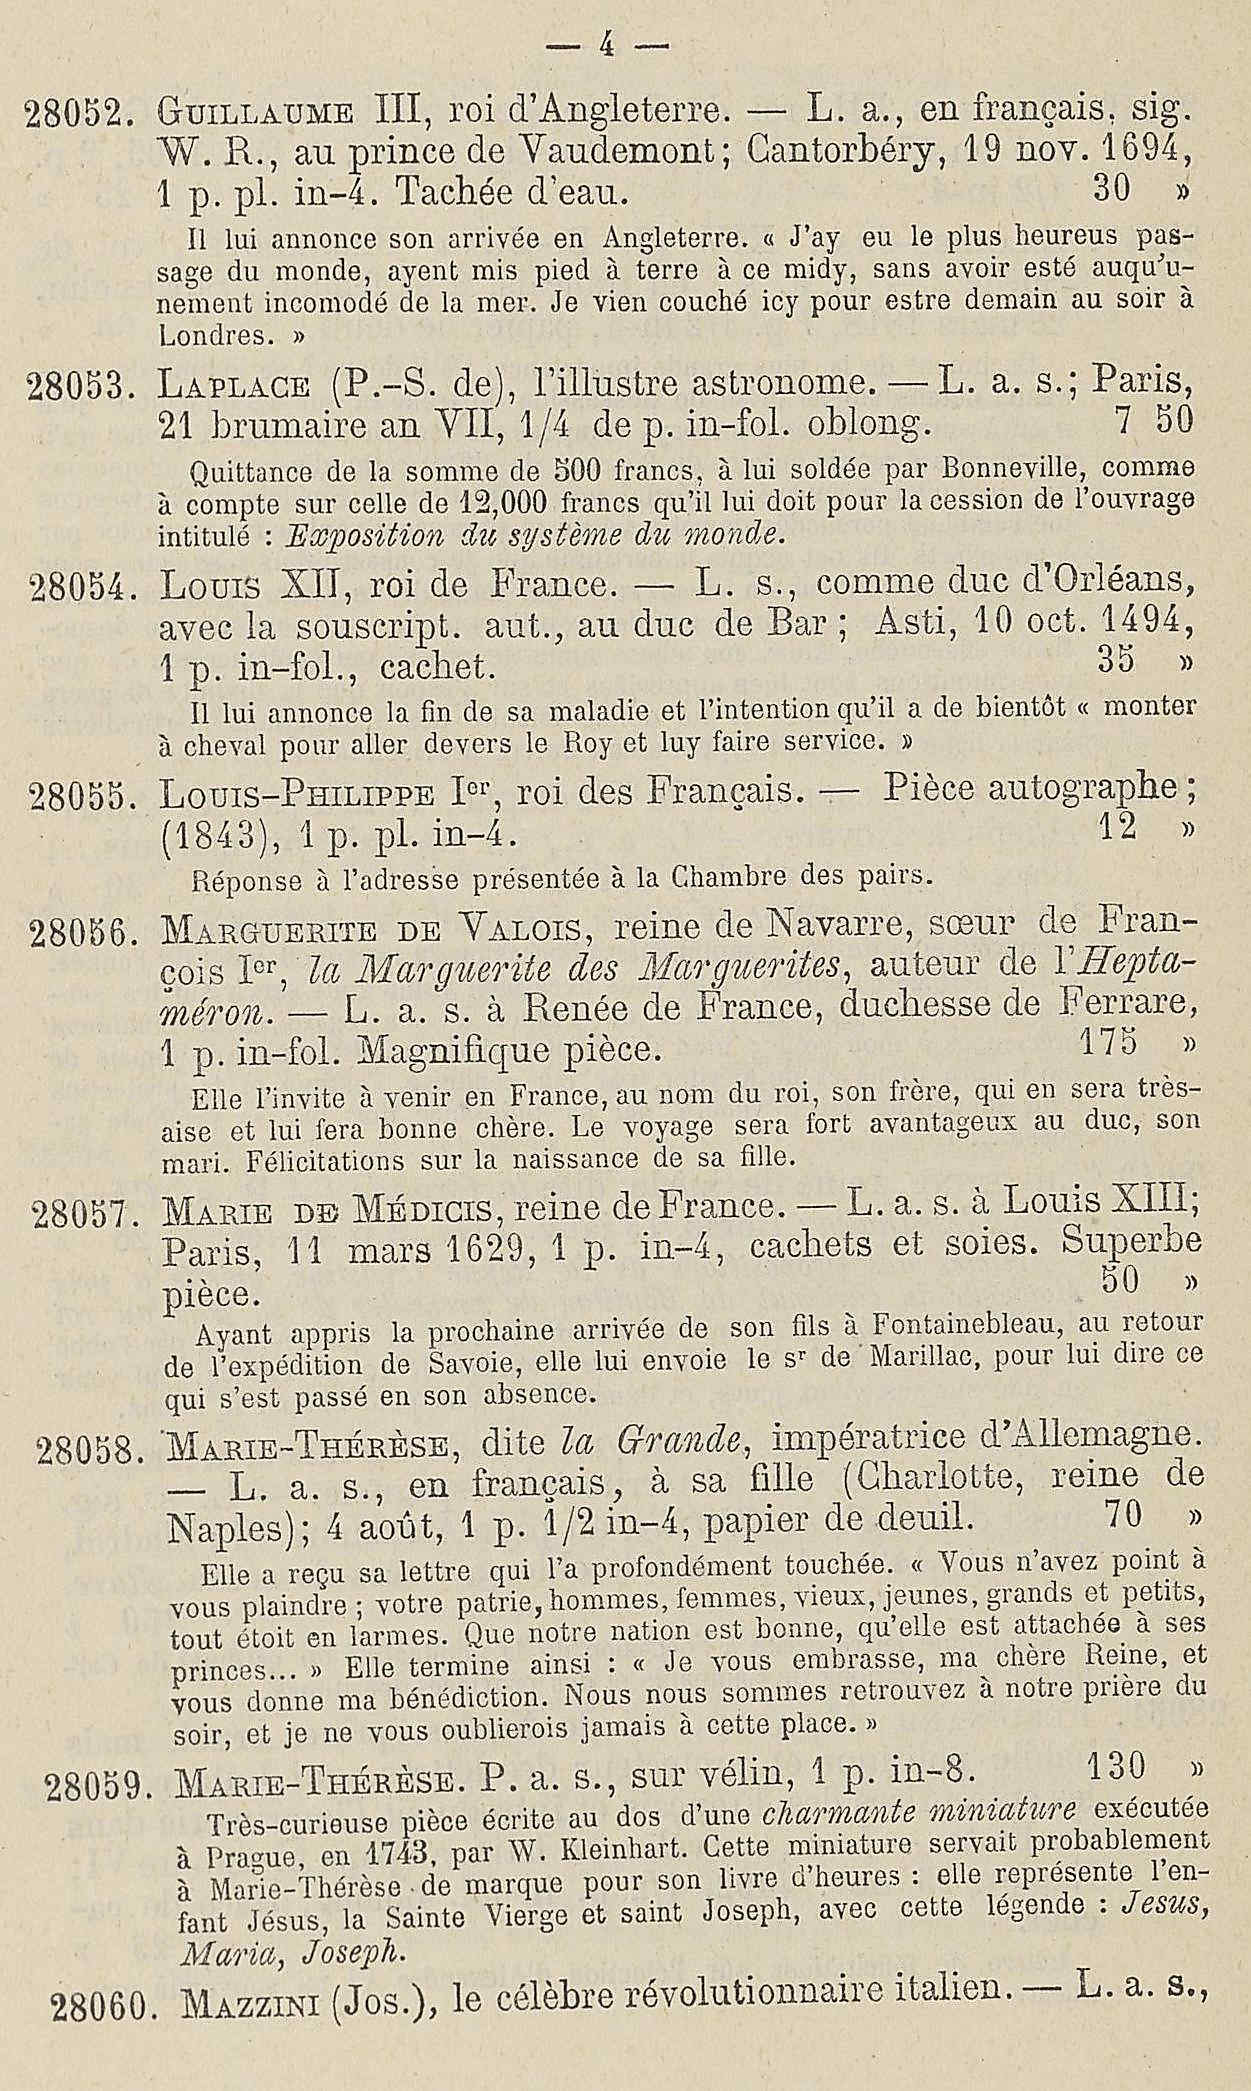 — 4 —
28052. GUILLAUME III, roi d'Angleterre. — L. a., en français, sig.
W. R., au prince de Vaudemont; Cantorbéry, 19 nov. 1694,
1 p. pl. in-4. Tachée d'eau. 30 »
Il lui annonce son arrivée en Angleterre. « J'ay eu le plus heureus pas-
sage du monde, ayent mis pied à terre à ce midy, sans avoir esté auqu'u-
nement incomodé de la mer. Je vien couché icy pour estre demain au soir à
Londres. »
28053. LAPLACE (P.-S. de), l'illustre astronome. — L. a. s.; Paris,
21 brumaire an VII, 1/4 de p. in-fol. oblong. 7 50
Quittance de la somme de 500 francs, à lui soldée par Bonneville, comme
à compte sur celle de 12,000 francs qu'il lui doit pour la cession de l'ouvrage
intitulé : Exposition du système du monde.
28054. LOUIS XII, roi de France. — L. s., comme duc d'Orléans,
avec la souscript. aut., au duc de Bar; Asti, 10 oct. 1494,
1 p. in-fol., cachet. 35 »
Il lui annonce la fin de sa maladie et l'intention qu'il a de bientôt « monter
à cheval pour aller devers le Roy et luy faire service. »
28055. LOUIS-PHILIPPE Ier, roi des Français. — Pièce autographe;
(1843), 1 p. pl. in-4. 12 »
Réponse à l'adresse présentée à la Chambre des pairs.
28056. MARGUERITE DE VALOIS, reine de Navarre, sœur de Fran-
çois Ier, la Marguerite des Marguerites, auteur de l'Hepta-
méron. — L. a. s. à Renée de France, duchesse de Ferrare,
1 p. in-fol. Magnifique pièce. 175 »
Elle l'invite à venir en France, au nom du roi, son frère, qui en sera très-
aise et lui fera bonne chère. Le voyage sera fort avantageux au duc, son
mari. Félicitations sur la naissance de sa fille.
28057. MARIE DE MÉDICIS, reine de France. — L. a. s. à Louis XIII;
Paris, 11 mars 1629, 1 p. in-4, cachets et soies. Superbe
pièce. 50 »
Ayant appris la prochaine arrivée de son fils à Fontainebleau, au retour
de l'expédition de Savoie, elle lui envoie le sr de Marillac, pour lui dire ce
qui s'est passé en son absence.
28058. MARIE-THÉRÈSE, dite la Grande, impératrice d'Allemagne.
— L. a. s., en français, à sa fille (Charlotte, reine de
Naples); 4 août, 1 p. 1/2 in-4, papier de deuil. 70 »
Elle a reçu sa lettre qui l'a profondément touchée. « Vous n'avez point à
vous plaindre; votre patrie, hommes, femmes, vieux, jeunes, grands et petits,
tout étoit en larmes. Que notre nation est bonne, qu'elle est attachée à ses
princes... » Elle termine ainsi : « Je vous embrasse, ma chère Reine, et
vous donne ma bénédiction. Nous nous sommes retrouvez à notre prière du
soir, et je ne vous oublierois jamais à cette place. »
28059. MARIE-THÉRÈSE. P. a. s., sur vélin, 1 p. in-8. 130 »
Très-curieuse pièce écrite au dos d'une charmante miniature exécutée
à Prague, en 1743, par W. Kleinhart. Cette miniature servait probablement
à Marie-Thérèse de marque pour son livre d'heures : elle représente l'en-
fant Jésus, la Sainte Vierge et saint Joseph, avec cette légende : Jesus,
Maria, Joseph.
28060. MAZZINI (Jos.), le célèbre révolutionnaire italien. — L. a. s.,